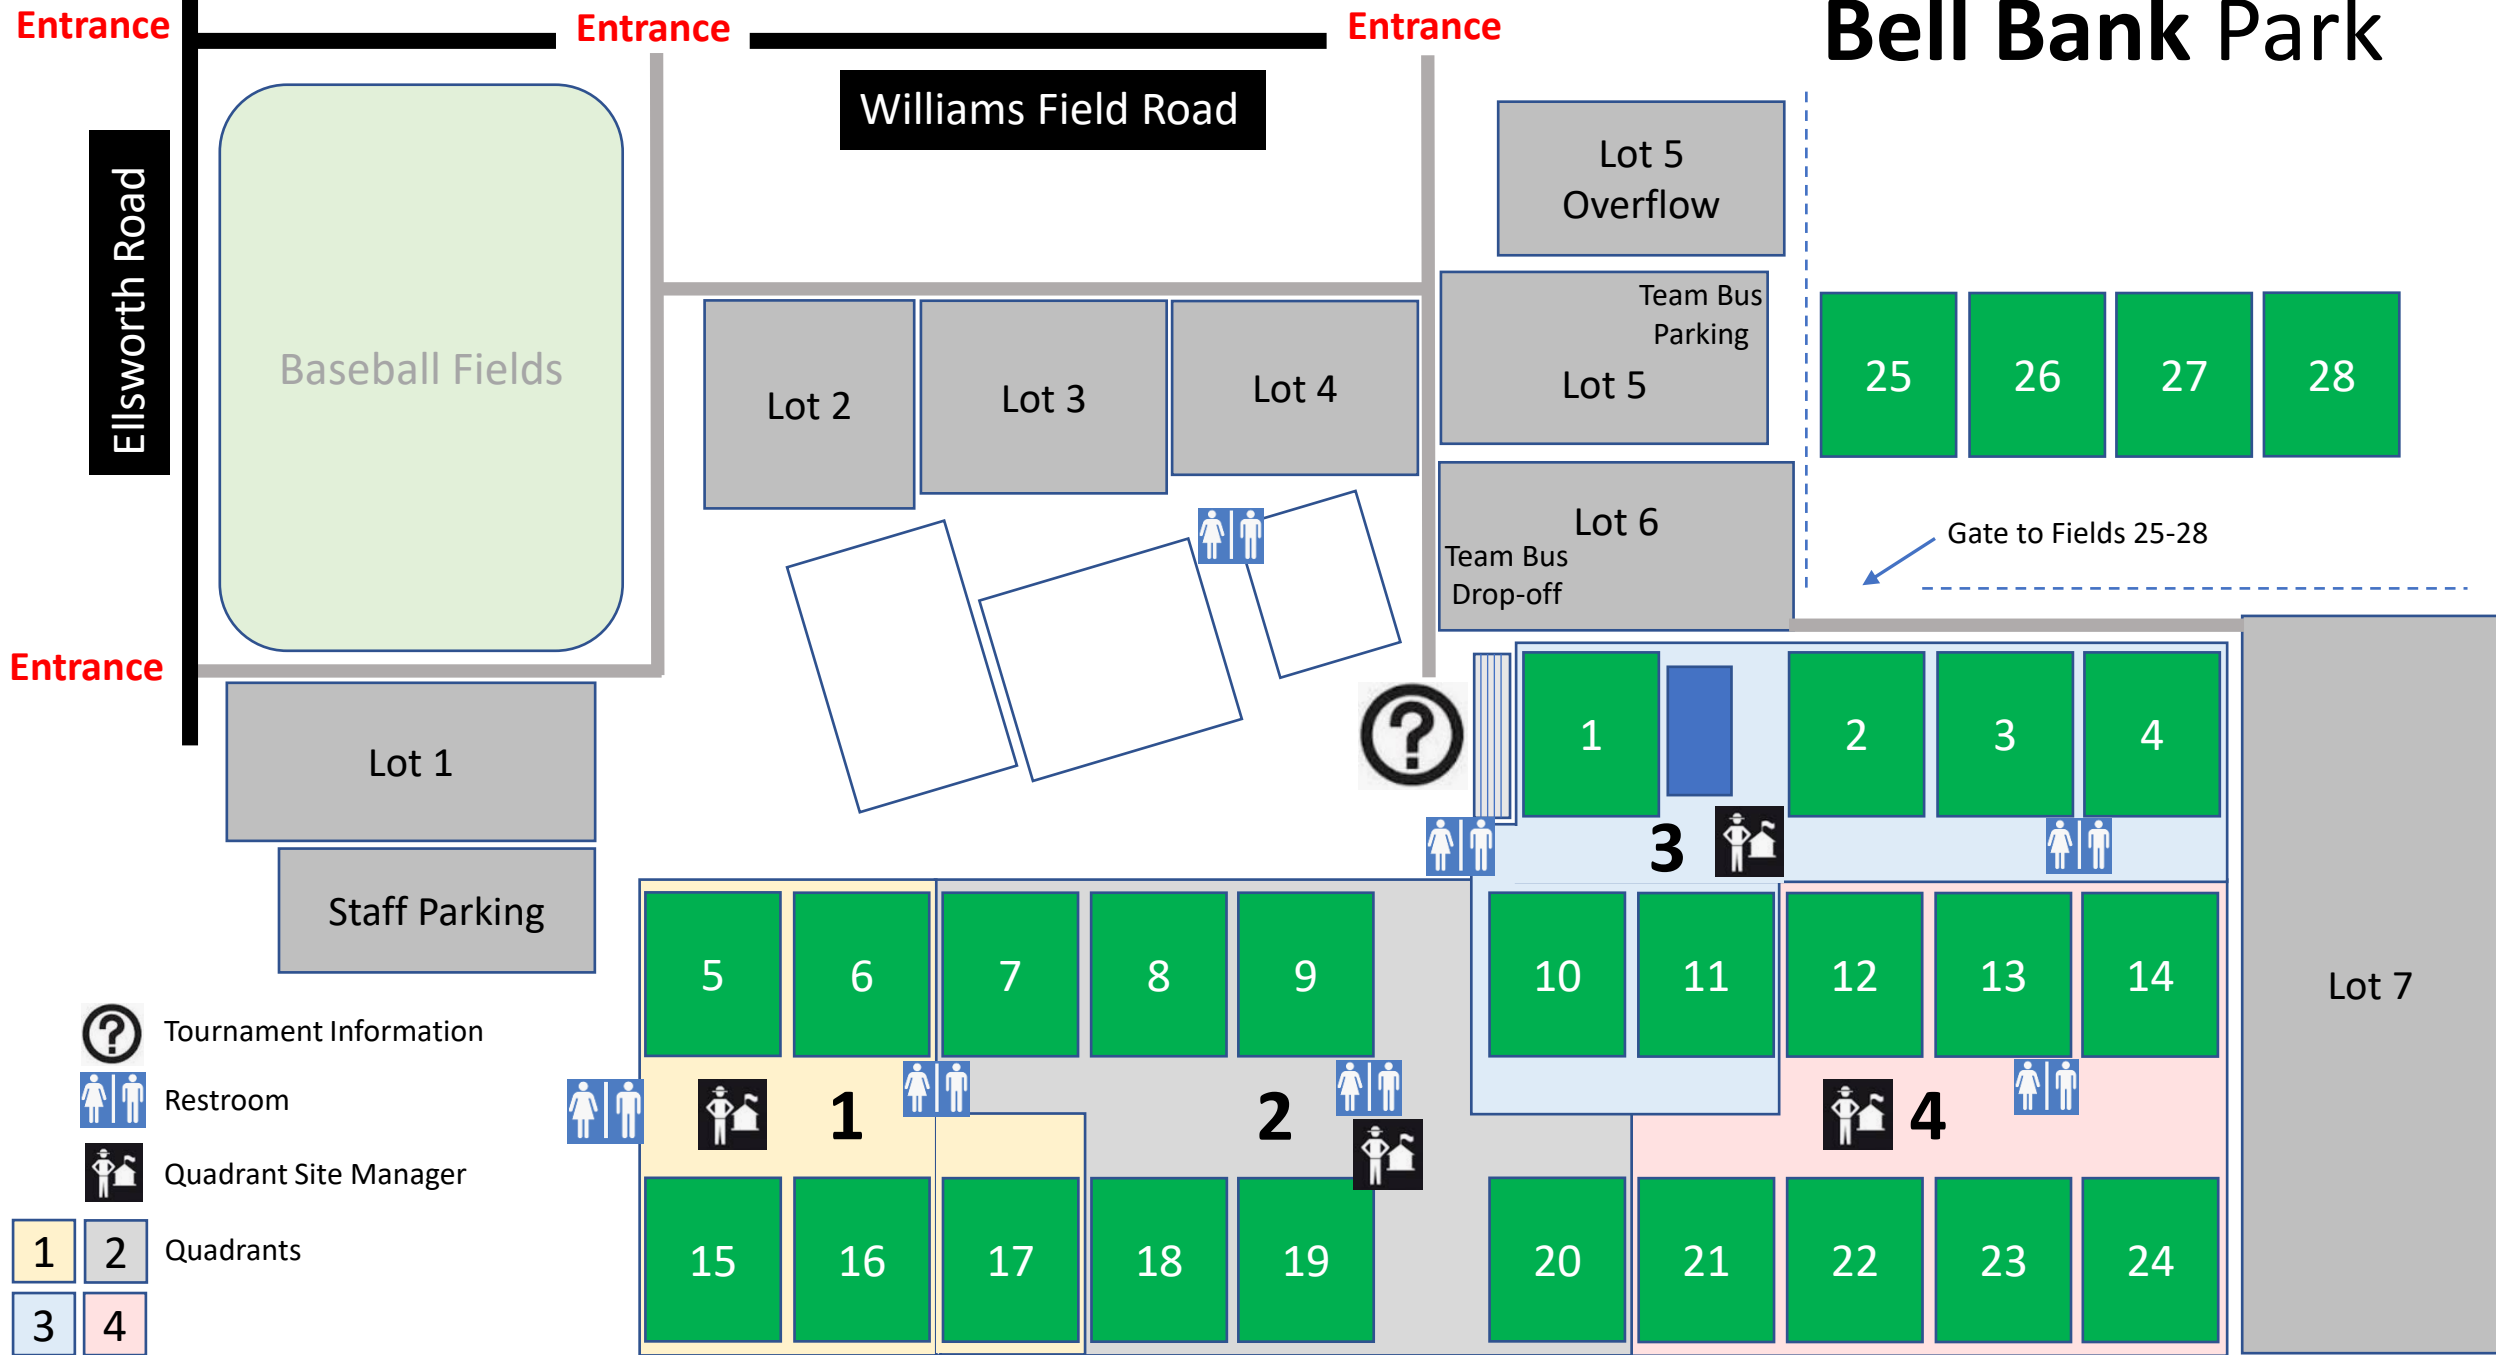 Entrance
Entrance
Entrance
Bell Bank Park
Williams Field Road
Ellsworth Road
Baseball Fields
Lot 5
Overflow
Team Bus
Parking
Lot 5
Lot 2
Lot 3
Lot 4
25
26
27
28
Lot 6
Team Bus
Drop-off
Gate to Fields 25-28
Entrance
Lot 1
Staff Parking
1
2
3
4
3
5
6
7
8
9
10
11
12
13
14
Lot 7
1
2
4
15
16
17
18
19
20
21
22
23
24
?
?
Tournament Information
Restroom
Quadrant Site Manager
1
2
Quadrants
3
4